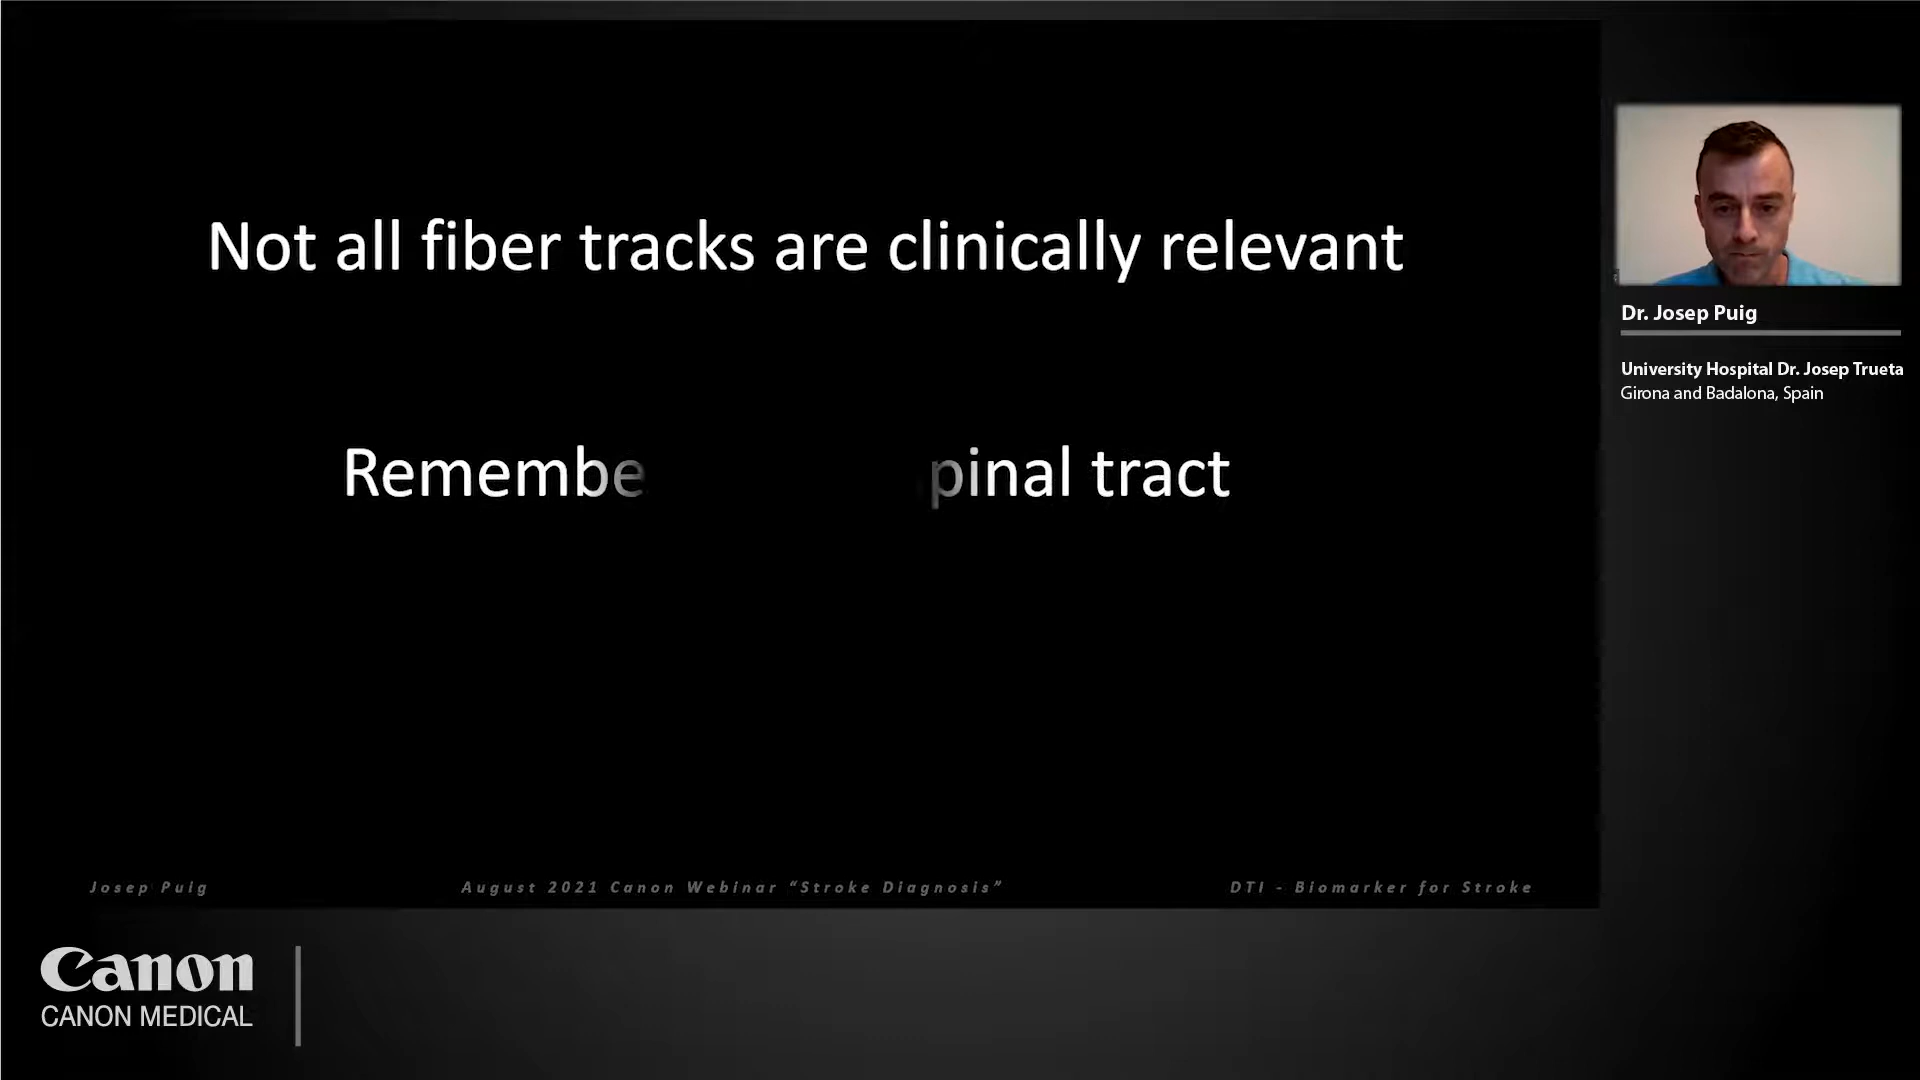 Not all fiber tracks are clinically relevant
Remembe pinal tract
Josep Puig
August 2021 Canon Webinar “Stroke Diagnosis”
DTI - Biomarker for Stroke
Dr. Josep Puig
University Hospital Dr. Josep Trueta
Girona and Badalona, Spain
Canon
CANON MEDICAL